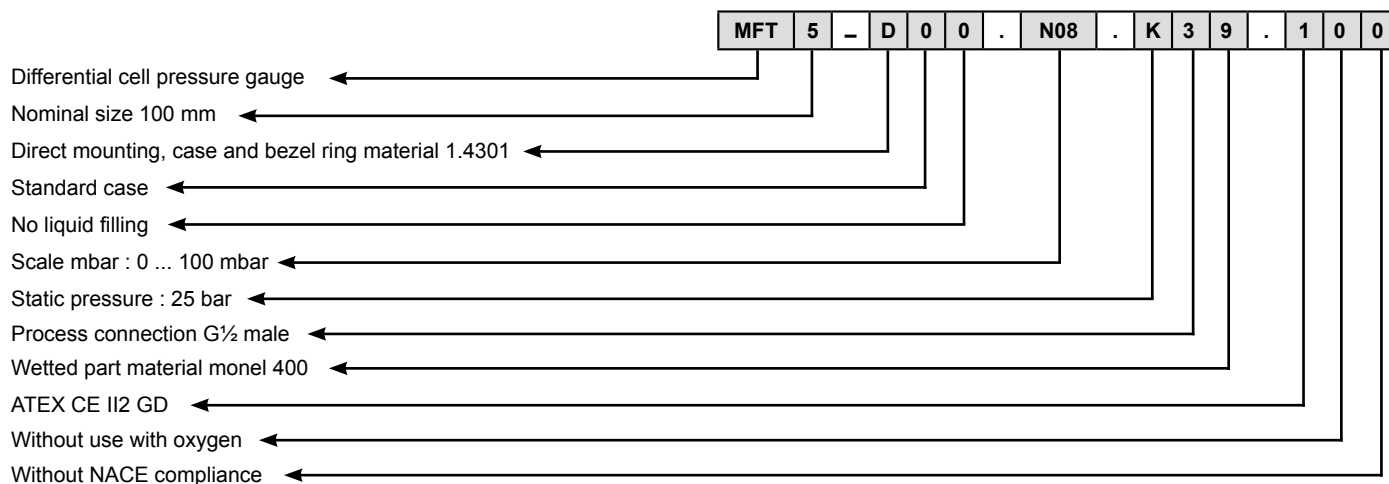 MFT 5 – D 0 0 . N08 . K 3 9 . 1 0 0
Differential cell pressure gauge
Nominal size 100 mm
Direct mounting, case and bezel ring material 1.4301
Standard case
No liquid filling
Scale mbar : 0 ... 100 mbar
Static pressure : 25 bar
Process connection G½ male
Wetted part material monel 400
ATEX CE II2 GD
Without use with oxygen
Without NACE compliance